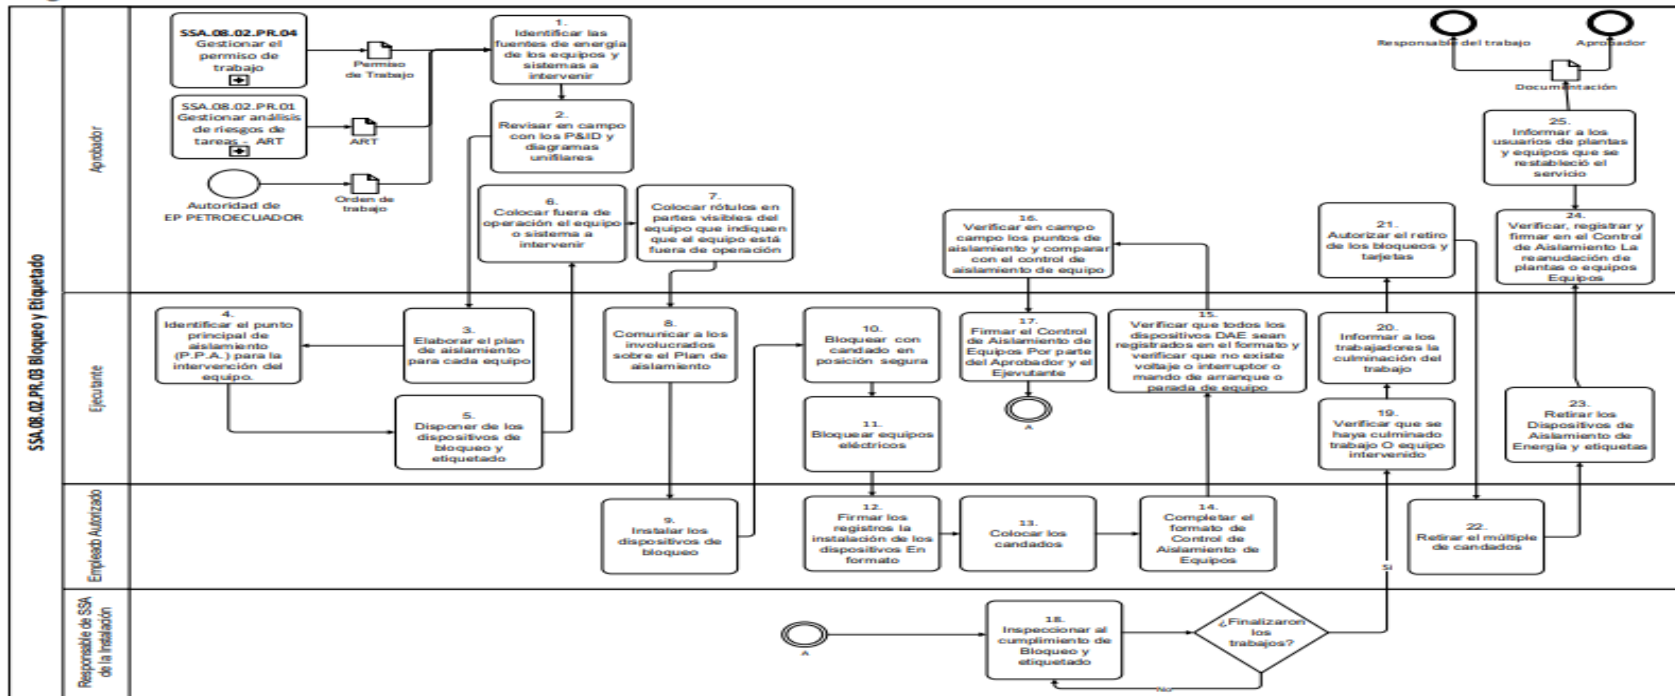 SSA.08.02.PR.03 Bloqueo y Etiquetado
Aprobador
SSA.08.02.PR.04
Gestionar el
permiso de
trabajo
Permiso
de Trabajo
SSA.08.02.PR.01
Gestionar análisis
de riesgos de
tareas - ART
ART
Autoridad de
EP PETROECUADOR
Orden de
trabajo
1.
Identificar las
fuentes de energía
de los equipos y
sistemas a
intervenir
2.
Revisar en campo
con los P&ID y
diagramas
unifilares
6.
Colocar fuera de
operación el equipo
o sistema a
intervenir
7.
Colocar rótulos en
partes visibles del
equipo que indiquen
que el equipo está
fuera de operación
16.
Verificar en campo
campo los puntos de
aislamiento y comparar
con el control de
aislamiento de equipo
21.
Autorizar el retiro
de los bloqueos y
tarjetas
Responsable del trabajo
Aprobador
Documentación
25.
Informar a los
usuarios de plantas
y equipos que se
restableció el
servicio
24.
Verificar, registrar y
firmar en el Control
de Aislamiento La
reanudación de
plantas o equipos
Equipos
Ejecutante
4.
Identificar el punto
principal de
aislamiento
(P.P.A.) para la
intervención del
equipo.
3.
Elaborar el plan
de aislamiento
para cada equipo
5.
Disponer de los
dispositivos de
bloqueo y
etiquetado
8.
Comunicar a los
involucrados
sobre el Plan de
aislamiento
10.
Bloquear con
candado en
posición segura
11.
Bloquear equipos
eléctricos
17.
Firmar el Control
de Aislamiento de
Equipos Por parte
del Aprobador y el
Ejevutante
A
15.
Verificar que todos los
dispositivos DAE sean
registrados en el formato y
verificar que no existe
voltaje o interruptor o
mando de arranque o
parada de equipo
20.
Informar a los
trabajadores la
culminación del
trabajo
19.
Verificar que se
haya culminado
trabajo O equipo
intervenido
23.
Retirar los
Dispositivos de
Aislamiento de
Energía y etiquetas
Empleado Autorizado
9.
Instalar los
dispositivos de
bloqueo
12.
Firmar los
registros la
instalación de los
dispositivos En
formato
13.
Colocar los
candados
14.
Completar el
formato de
Control de
Aislamiento de
Equipos
22.
Retirar el múltiple
de candados
Si
Responsable de SSA
de la Instalación
A
18.
Inspeccionar al
cumplimiento de
Bloqueo y
etiquetado
¿Finalizaron
los
trabajos?
No